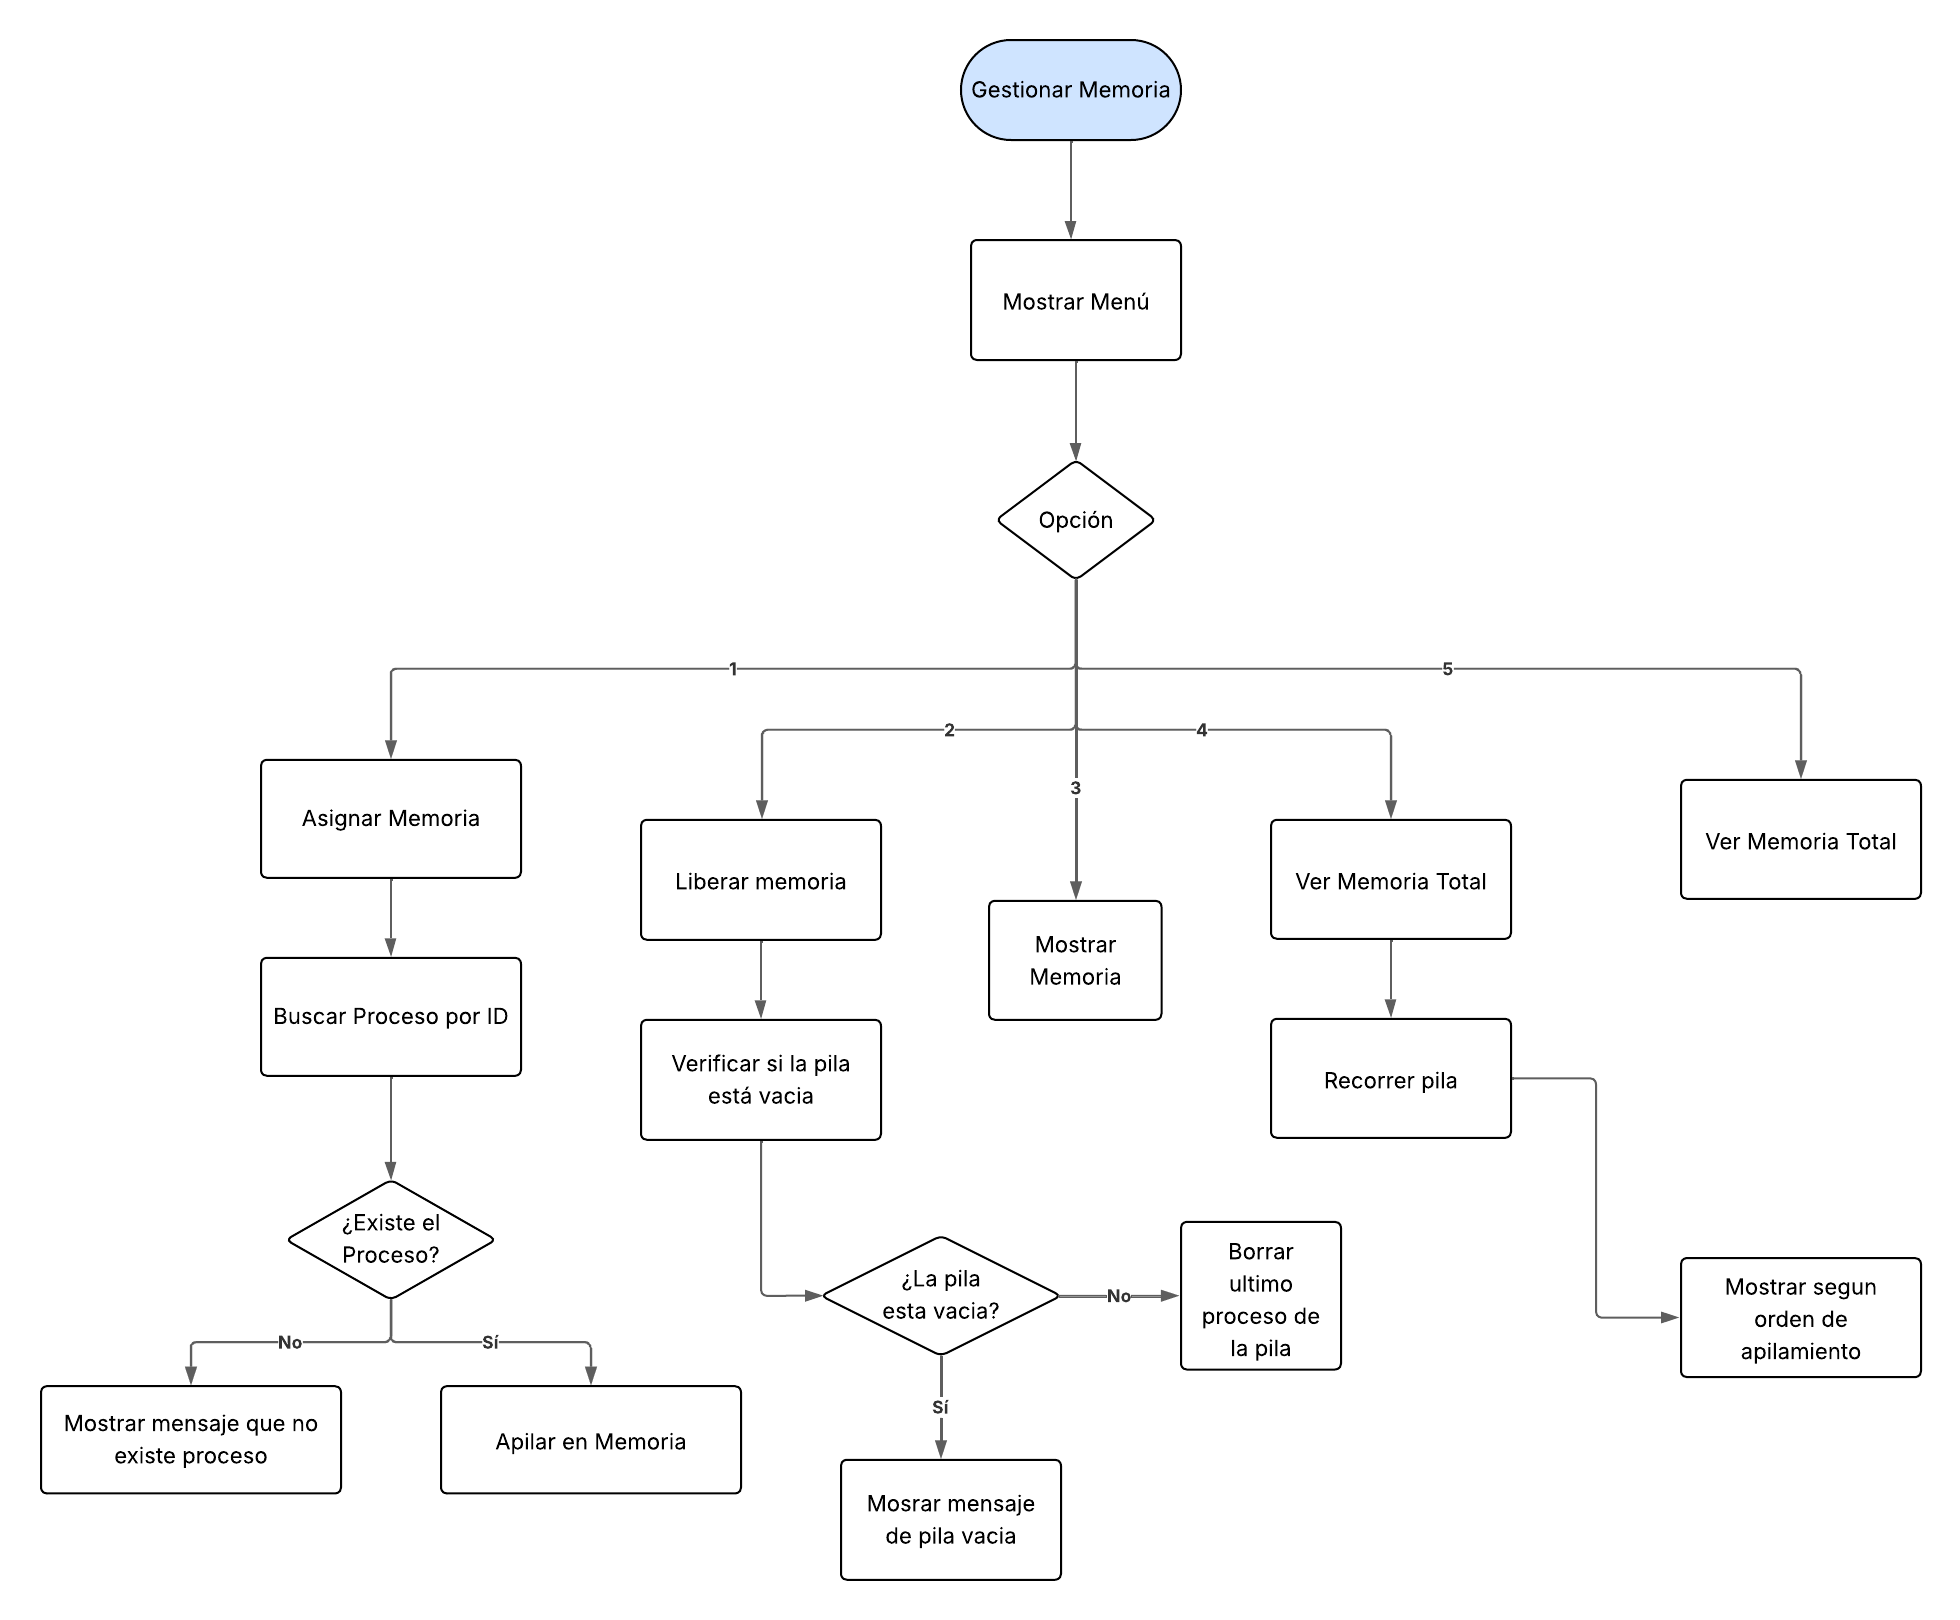 Gestionar Memoria
Mostrar Menú
Opción
1
5
2
4
3
Asignar Memoria
Liberar memoria
Mostrar
Memoria
Ver Memoria Total
Ver Memoria Total
Buscar Proceso por ID
Verificar si la pila
está vacia
Recorrer pila
¿Existe el
Proceso?
¿La pila
esta vacia?
No
Borrar
ultimo
proceso de
la pila
Mostrar segun
orden de
apilamiento
No
Sí
Sí
Mostrar mensaje que no
existe proceso
Apilar en Memoria
Mosrar mensaje
de pila vacia